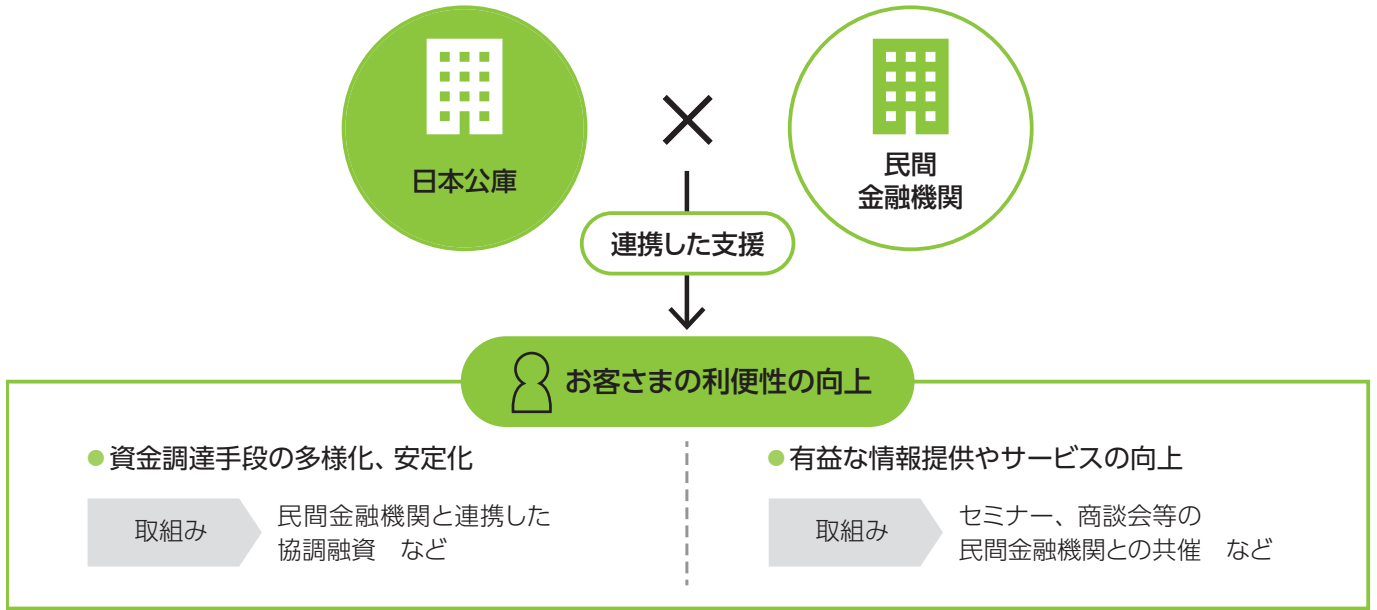 日本公庫
民間
金融機関
連携した支援
お客さまの利便性の向上
●資金調達手段の多様化、安定化
取組み
民間金融機関と連携した
協調融資　など
●有益な情報提供やサービスの向上
取組み
セミナー、商談会等の
民間金融機関との共催　など